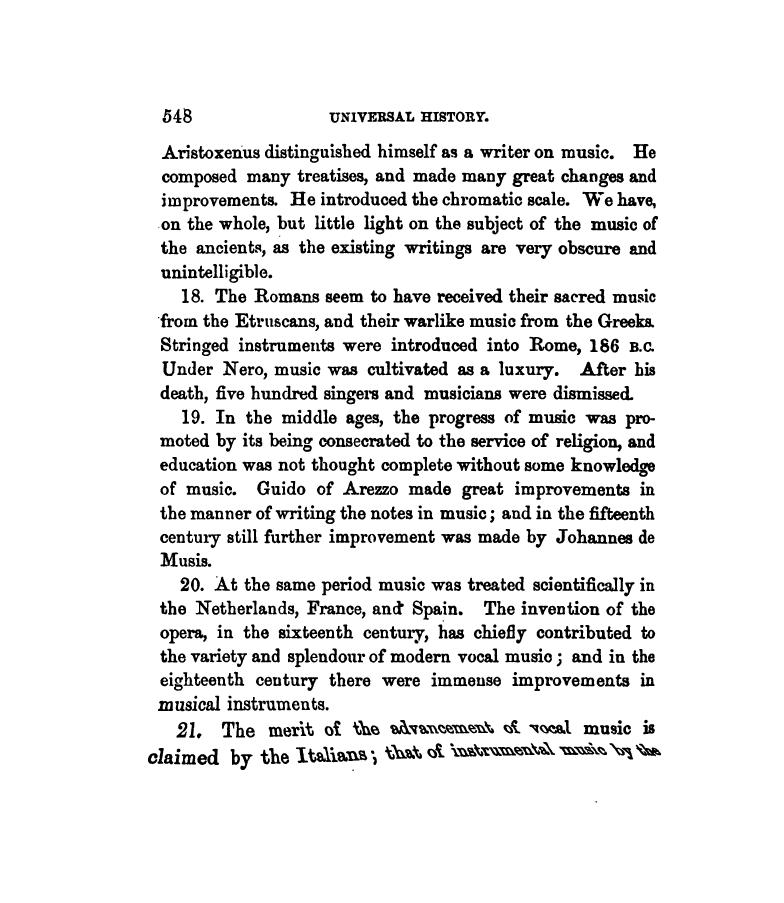 548 UNIVERSAL HISTORY.
Aristoxenus distinguished himself as a writer on music. He
composed many treatises, and made many great changes and
improvements. He introduced the chromatic scale. We have,
on the whole, but little light on the subject of the music of
the ancients, as the existing writings are very obscure and
unintelligible.
18. The Romans seem to have received their sacred music
from the Etruscans, and their warlike music from the Greeks.
Stringed instruments were introduced into Rome, 186 B.C.
Under Nero, music was cultivated as a luxury. After his
death, five hundred singers and musicians were dismissed.
19. In the middle ages, the progress of music was pro-
moted by its being consecrated to the service of religion, and
education was not thought complete without some knowledge
of music. Guido of Arezzo made great improvements in
the manner of writing the notes in music; and in the fifteenth
century still further improvement was made by Johannes de
Musis.
20. At the same period music was treated scientifically in
the Netherlands, France, and Spain. The invention of the
opera, in the sixteenth century, has chiefly contributed to
the variety and splendour of modern vocal music; and in the
eighteenth century there were immense improvements in
musical instruments.
21. The merit of the advancement of vocal music is
claimed by the Italians; that of instrumental music by the